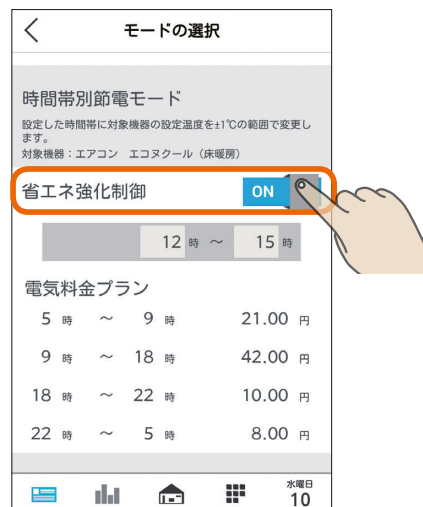 モードの選択
時間帯別節電モード
設定した時間帯に対象機器の設定温度を±1℃の範囲で変更し
ます。
対象機器：エアコン　エコヌクール（床暖房）
省エネ強化制御 ON
12 時 ～ 15 時
電気料金プラン
5 時 ～ 9 時 21.00 円
9 時 ～ 18 時 42.00 円
18 時 ～ 22 時 10.00 円
22 時 ～ 5 時 8.00 円
水曜日
10